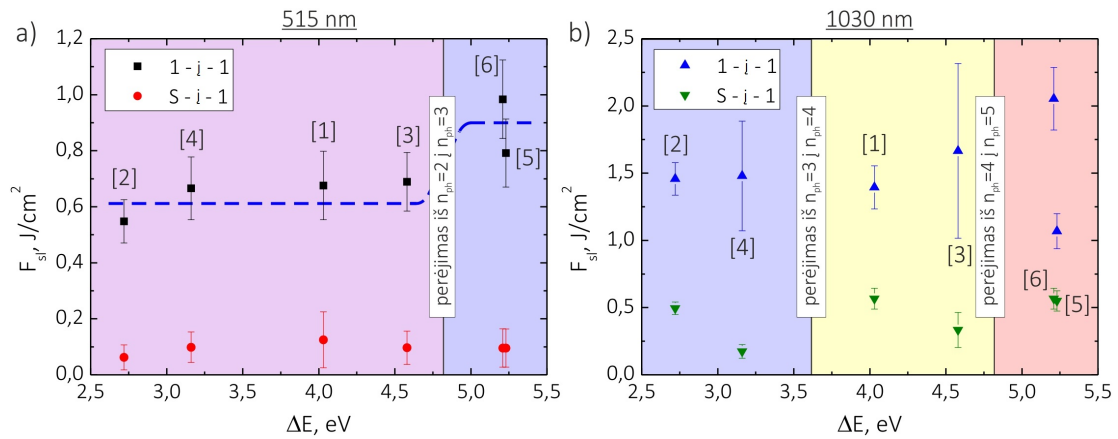 515 nm
a)
1,2
1,0
0,8
0,6
0,4
0,2
0,0
F_sl, J/cm²
1 - į - 1
S - į - 1
[2]
[4]
[1]
[3]
[6]
[5]
perėjimas iš n_ph=2 į n_ph=3
2,5 3,0 3,5 4,0 4,5 5,0 5,5
ΔE, eV
1030 nm
b)
2,5
2,0
1,5
1,0
0,5
0,0
F_sl, J/cm²
1 - į - 1
S - į - 1
[2]
[4]
[1]
[3]
[6]
[5]
perėjimas iš n_ph=3 į n_ph=4
perėjimas iš n_ph=4 į n_ph=5
2,5 3,0 3,5 4,0 4,5 5,0 5,5
ΔE, eV